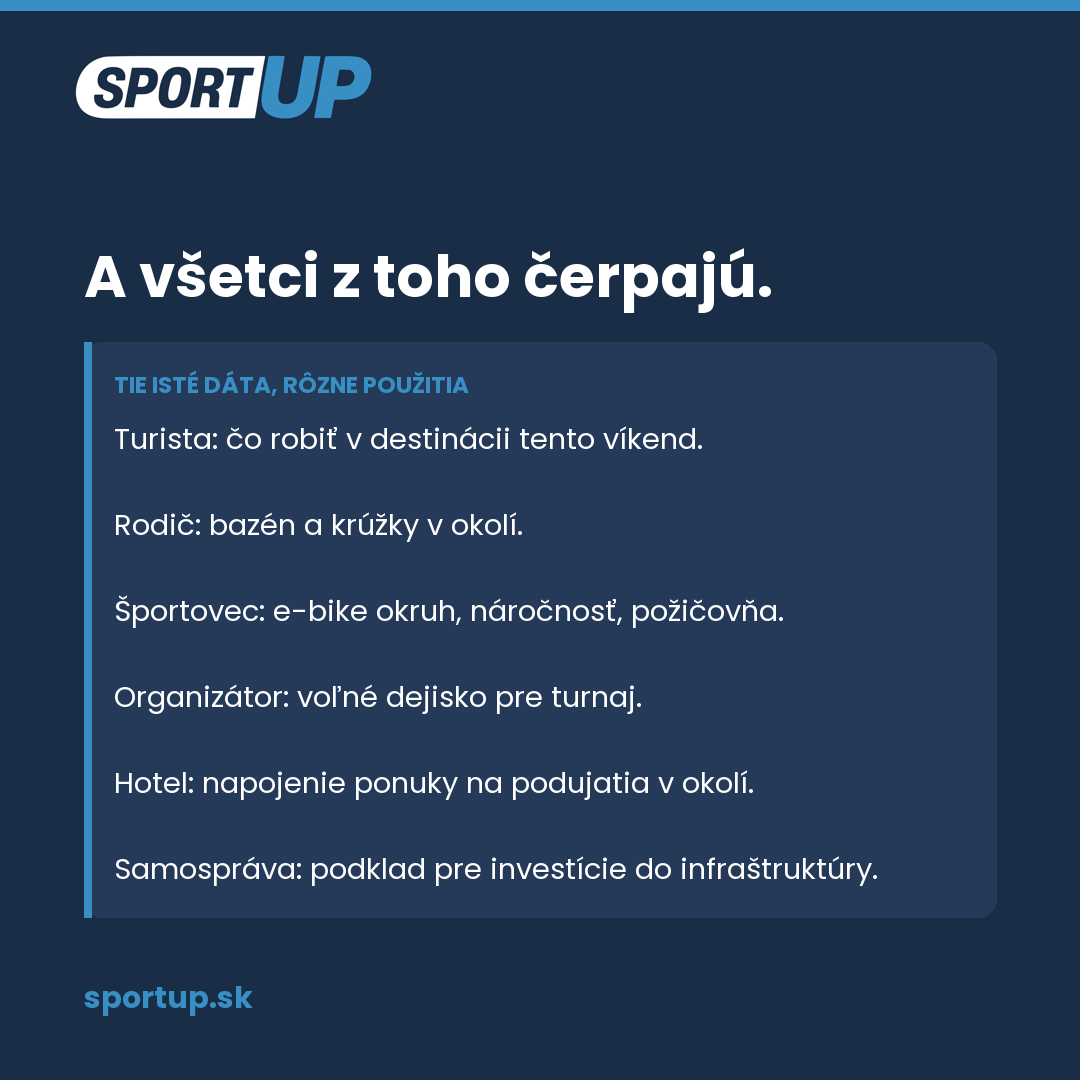 SPORTUP
A všetci z toho čerpajú.
TIE ISTÉ DÁTA, RÔZNE POUŽITIA
Turista: čo robiť v destinácii tento víkend.
Rodič: bazén a krúžky v okolí.
Športovec: e-bike okruh, náročnosť, požičovňa.
Organizátor: voľné dejisko pre turnaj.
Hotel: napojenie ponuky na podujatia v okolí.
Samospráva: podklad pre investície do infraštruktúry.
sportup.sk